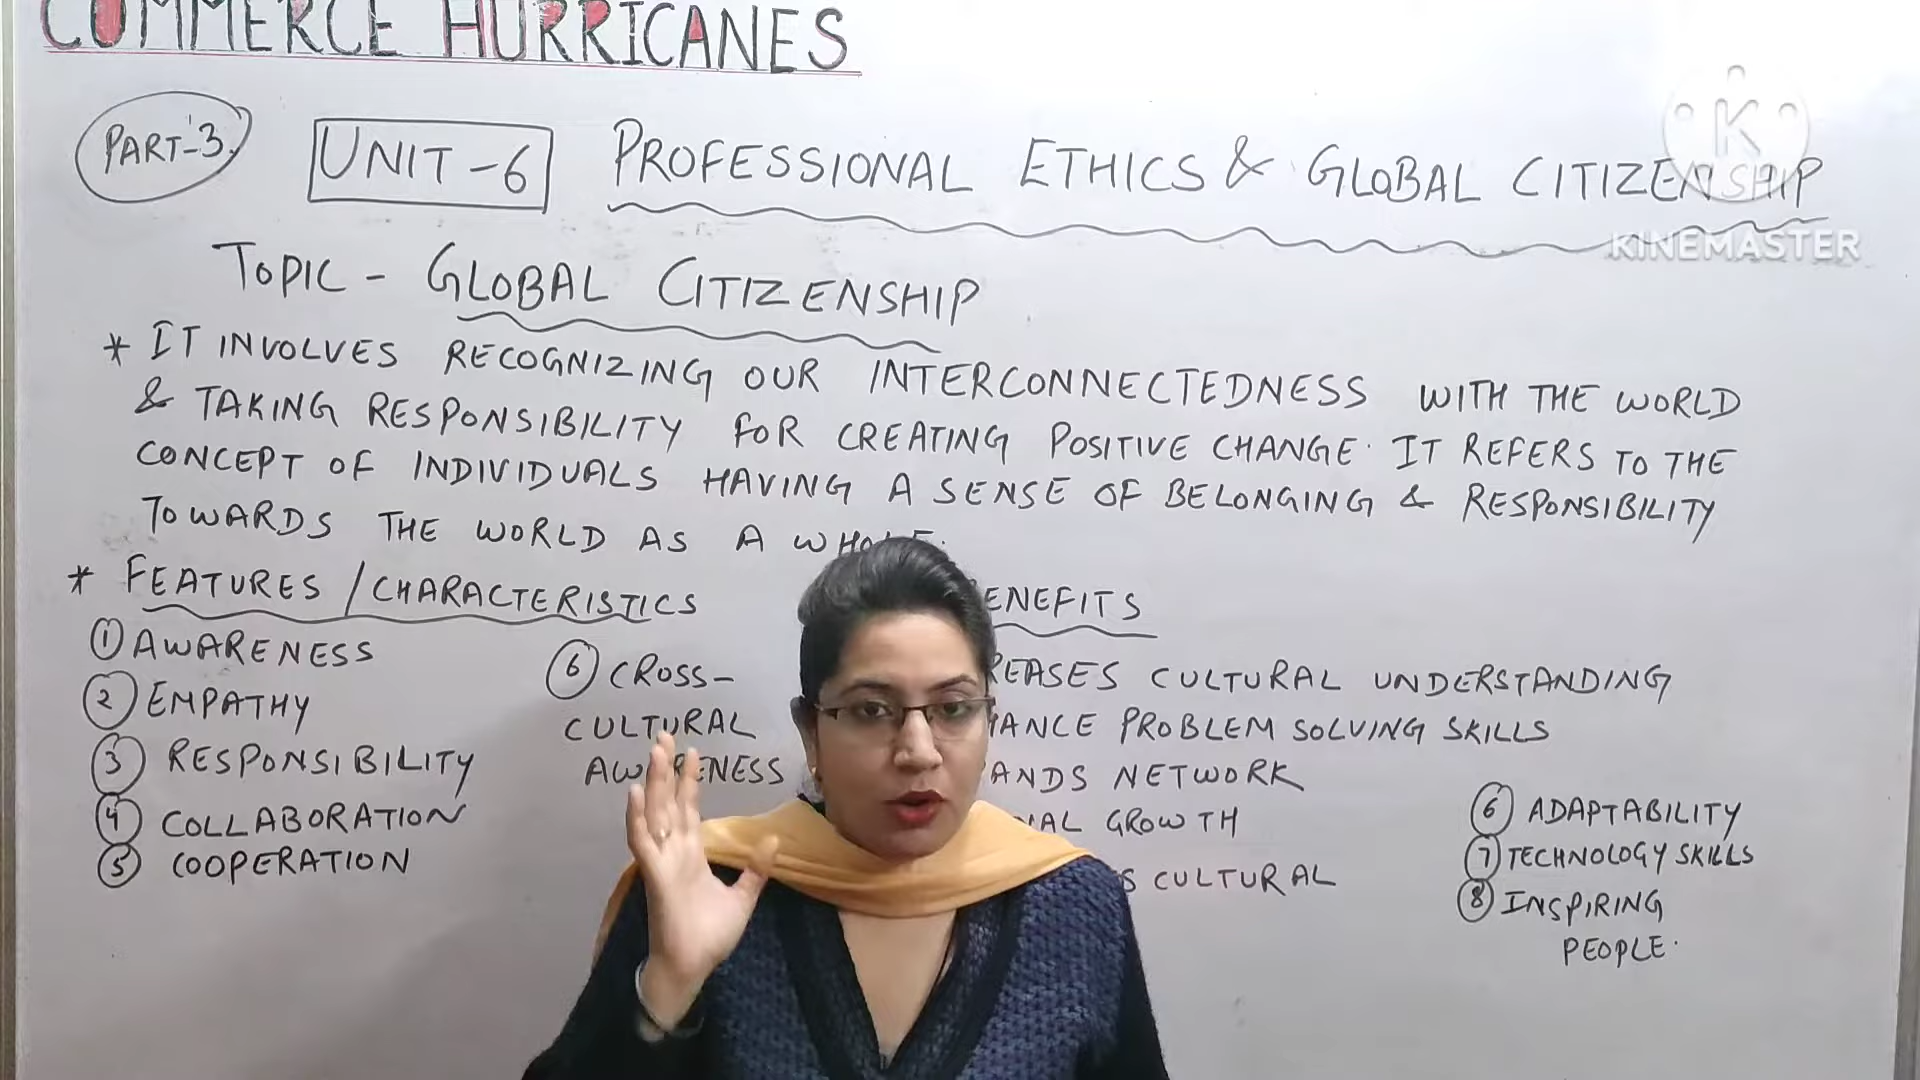 COMMERCE HURRICANES
PART-3.
UNIT-6
PROFESSIONAL ETHICS & GLOBAL CITIZENSHIP
KINEMASTER
TOPIC - GLOBAL CITIZENSHIP
* IT INVOLVES RECOGNIZING OUR INTERCONNECTEDNESS WITH THE WORLD
& TAKING RESPONSIBILITY FOR CREATING POSITIVE CHANGE. IT REFERS TO THE
CONCEPT OF INDIVIDUALS HAVING A SENSE OF BELONGING & RESPONSIBILITY
TOWARDS THE WORLD AS A
* FEATURES / CHARACTERISTICS
① AWARENESS
② EMPATHY
③ RESPONSIBILITY
④ COLLABORATION
⑤ COOPERATION
⑥ CROSS-
CULTURAL
AWARENESS
CULTURAL UNDERSTANDING
PROBLEM SOLVING SKILLS
NETWORK
GROWTH
CULTURAL
⑥ ADAPTABILITY
⑦ TECHNOLOGY SKILLS
⑧ INSPIRING
PEOPLE.